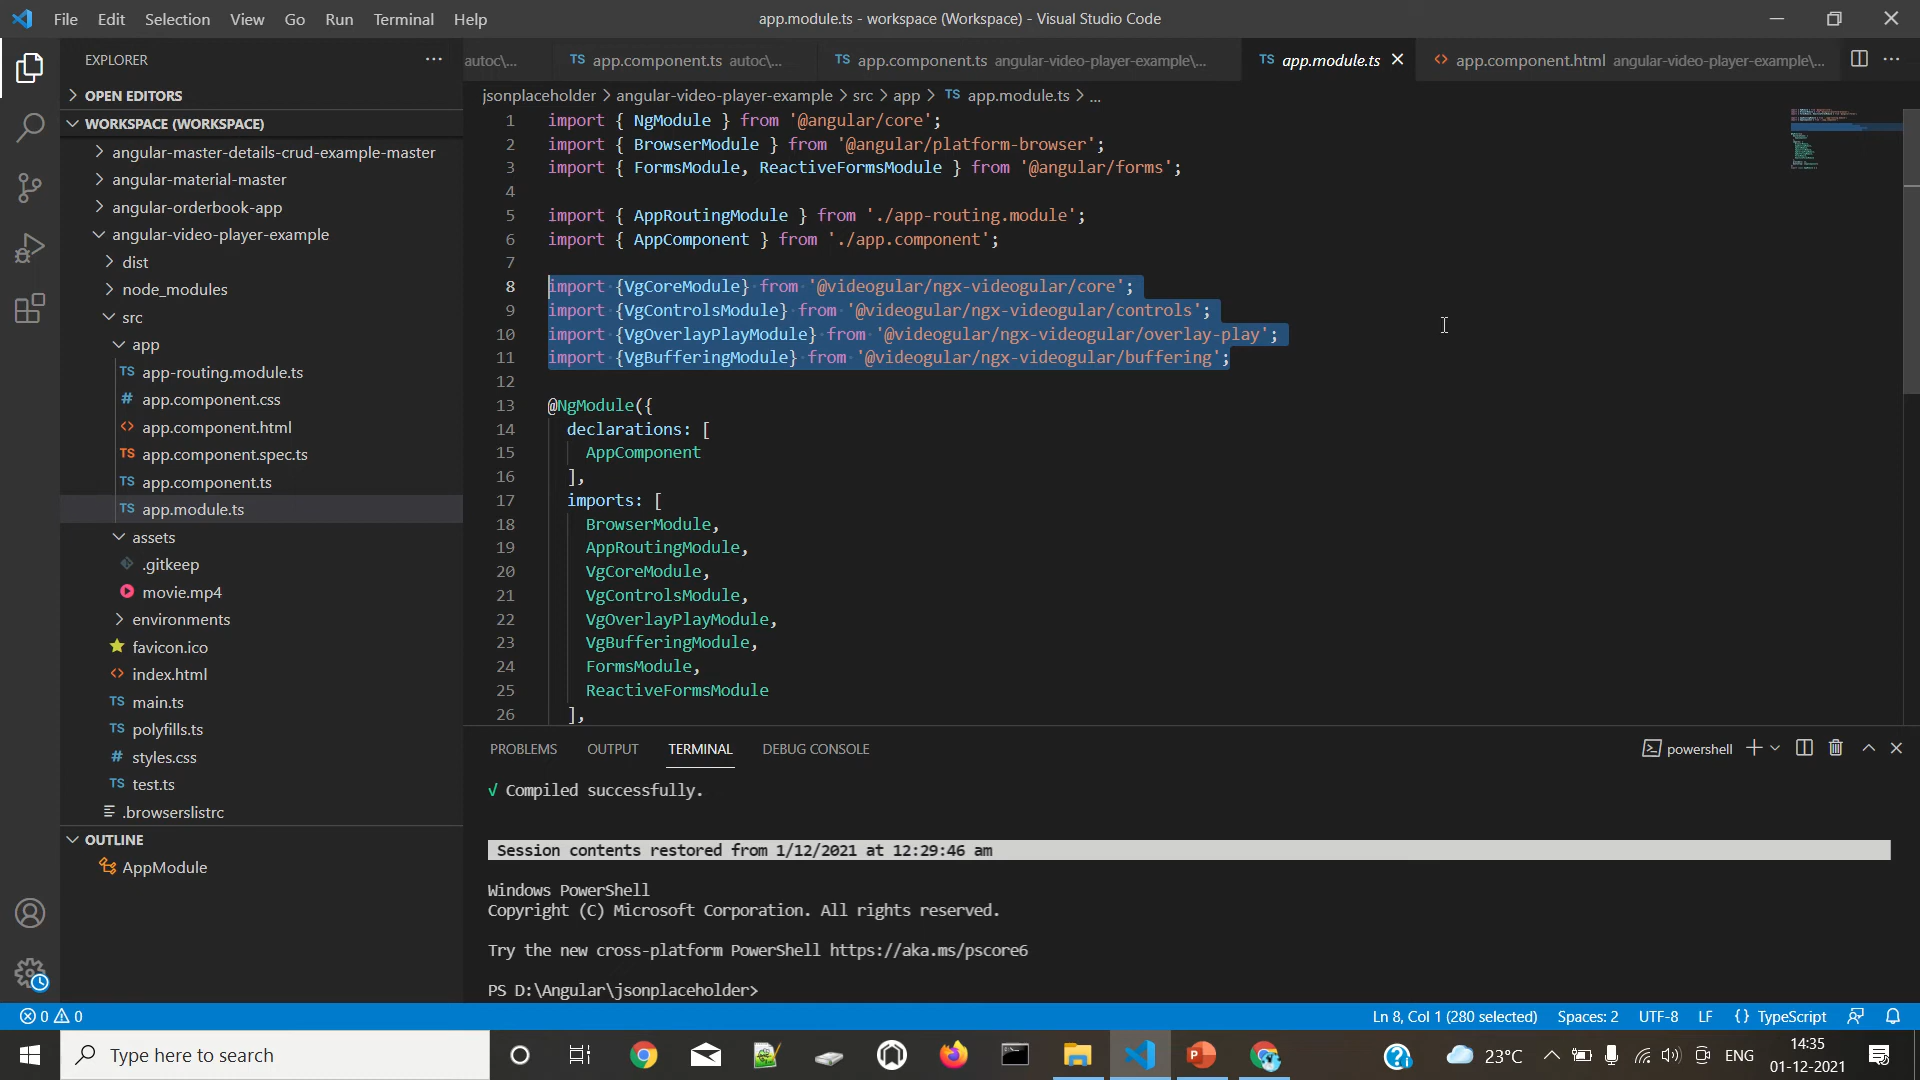 File Edit Selection View Go Run Terminal Help
app.module.ts - workspace (Workspace) - Visual Studio Code
EXPLORER
OPEN EDITORS
WORKSPACE (WORKSPACE)
angular-master-details-crud-example-master
angular-material-master
angular-orderbook-app
angular-video-player-example
dist
node_modules
src
app
TS app-routing.module.ts
# app.component.css
<> app.component.html
TS app.component.spec.ts
TS app.component.ts
TS app.module.ts
assets
.gitkeep
movie.mp4
environments
favicon.ico
<> index.html
TS main.ts
TS polyfills.ts
# styles.css
TS test.ts
.browserslistrc
OUTLINE
AppModule
autoc\...
TS app.component.ts autoc\...
TS app.component.ts angular-video-player-example\...
TS app.module.ts
<> app.component.html angular-video-player-example\...
jsonplaceholder > angular-video-player-example > src > app > TS app.module.ts > ...
1 import { NgModule } from '@angular/core';
2 import { BrowserModule } from '@angular/platform-browser';
3 import { FormsModule, ReactiveFormsModule } from '@angular/forms';
4
5 import { AppRoutingModule } from './app-routing.module';
6 import { AppComponent } from './app.component';
7
8 import {VgCoreModule} from '@videogular/ngx-videogular/core';
9 import {VgControlsModule} from '@videogular/ngx-videogular/controls';
10 import {VgOverlayPlayModule} from '@videogular/ngx-videogular/overlay-play';
11 import {VgBufferingModule} from '@videogular/ngx-videogular/buffering';
12
13 @NgModule({
14 declarations: [
15 AppComponent
16 ],
17 imports: [
18 BrowserModule,
19 AppRoutingModule,
20 VgCoreModule,
21 VgControlsModule,
22 VgOverlayPlayModule,
23 VgBufferingModule,
24 FormsModule,
25 ReactiveFormsModule
26 ],
PROBLEMS OUTPUT TERMINAL DEBUG CONSOLE
powershell
√ Compiled successfully.
Session contents restored from 1/12/2021 at 12:29:46 am
Windows PowerShell
Copyright (C) Microsoft Corporation. All rights reserved.
Try the new cross-platform PowerShell https://aka.ms/pscore6
PS D:\Angular\jsonplaceholder>
0 0
Ln 8, Col 1 (280 selected) Spaces: 2 UTF-8 LF {} TypeScript
Type here to search
23°C
ENG
14:35
01-12-2021